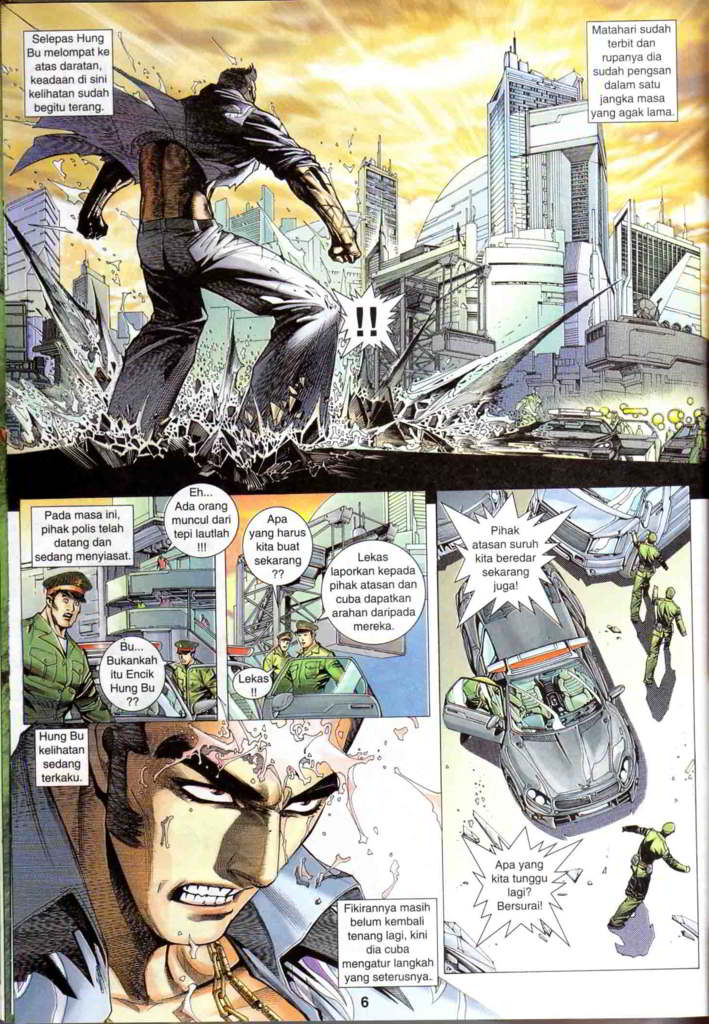 Selepas Hung
Bu melompat ke
atas daratan,
keadaan di sini
kelihatan sudah
begitu terang.
Matahari sudah
terbit dan
rupanya dia
sudah pengsan
dalam satu
jangka masa
yang agak lama.
!!
Pada masa ini,
pihak polis telah
datang dan
sedang menyiasat.
Eh...
Ada orang
muncul dari
tepi lautlah
!!!
Bu...
Bukankah
itu Encik
Hung Bu
??
Apa
yang harus
kita buat
sekarang
??
Lekas
laporkan kepada
pihak atasan dan
cuba dapatkan
arahan daripada
mereka.
Lekas
!!
Pihak
atasan suruh
kita beredar
sekarang
juga!
Apa yang
kita tunggu
lagi?
Bersurai!
Hung Bu
kelihatan
sedang
terkaku.
Fikirannya masih
belum kembali
tenang lagi, kini
dia cuba
mengatur langkah
yang seterusnya.
6